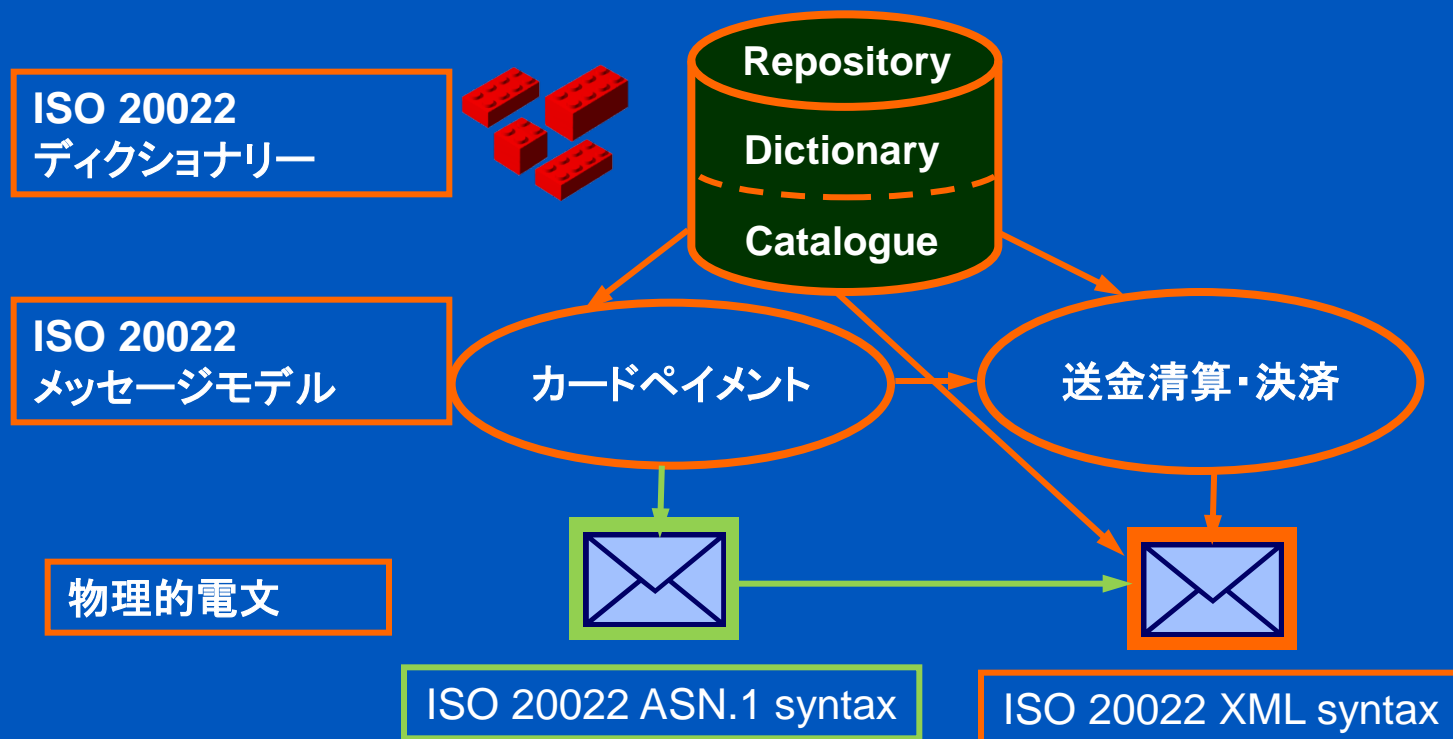 Repository
Dictionary
Catalogue
ISO 20022
ディクショナリー
ISO 20022
メッセージモデル
カードペイメント
送金清算・決済
物理的電文
ISO 20022 ASN.1 syntax
ISO 20022 XML syntax